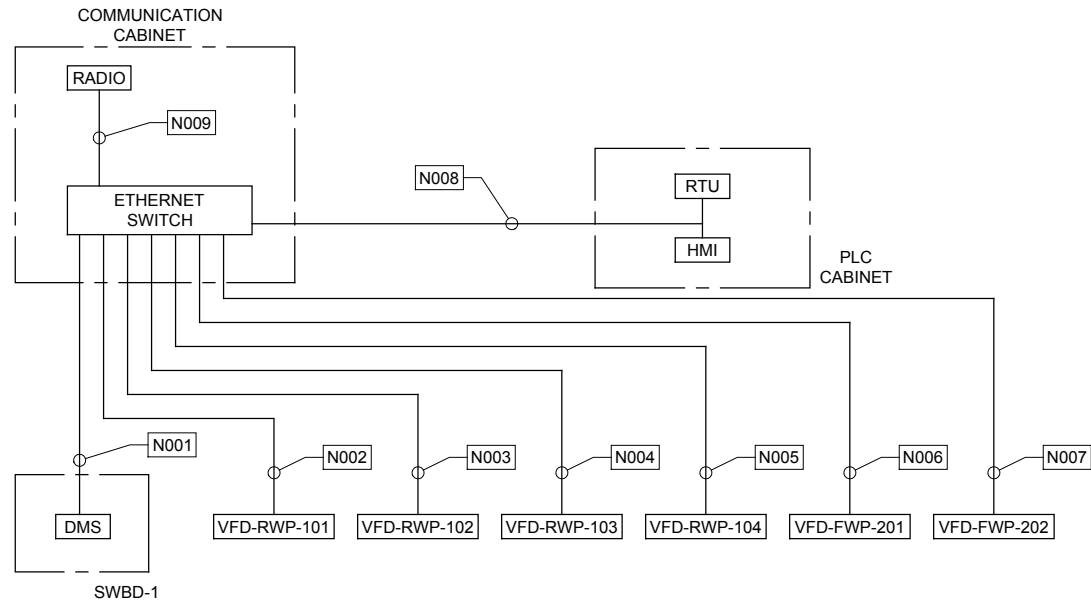 COMMUNICATION
CABINET
RADIO
N009
ETHERNET
SWITCH
N008
RTU
HMI
PLC
CABINET
N001
N002
N003
N004
N005
N006
N007
DMS
VFD-RWP-101
VFD-RWP-102
VFD-RWP-103
VFD-RWP-104
VFD-FWP-201
VFD-FWP-202
SWBD-1